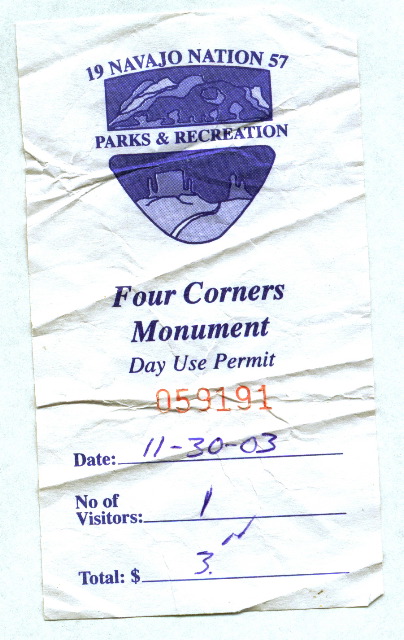 19 NAVAJO NATION 57
PARKS & RECREATION
Four Corners
Monument
Day Use Permit
059191
Date: 11-30-03
No of
Visitors: 1
Total: $ 3.